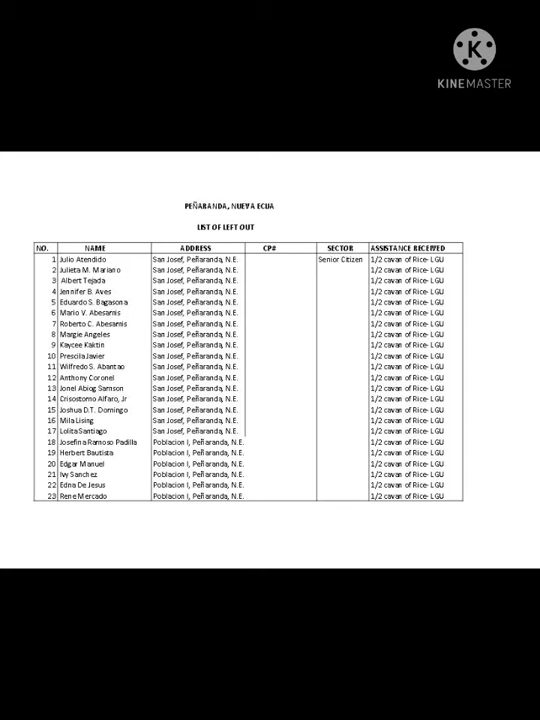 K
KINEMASTER
PEÑARANDA, NUEVA ECIJA
LIST OF LEFT OUT
NO. NAME ADDRESS CP# SECTOR ASSISTANCE RECEIVED
1 Julio Atendido San Josef, Peñaranda, N.E. Senior Citizen 1/2 cavan of Rice- LGU
2 Julieta M. Mariano San Josef, Peñaranda, N.E. 1/2 cavan of Rice- LGU
3 Albert Tejada San Josef, Peñaranda, N.E. 1/2 cavan of Rice- LGU
4 Jennifer B. Aves San Josef, Peñaranda, N.E. 1/2 cavan of Rice- LGU
5 Eduardo S. Bagasona San Josef, Peñaranda, N.E. 1/2 cavan of Rice- LGU
6 Mario V. Abesamis San Josef, Peñaranda, N.E. 1/2 cavan of Rice- LGU
7 Roberto C. Abesamis San Josef, Peñaranda, N.E. 1/2 cavan of Rice- LGU
8 Margie Angeles San Josef, Peñaranda, N.E. 1/2 cavan of Rice- LGU
9 Kaycee Kaktin San Josef, Peñaranda, N.E. 1/2 cavan of Rice- LGU
10 Prescila Javier San Josef, Peñaranda, N.E. 1/2 cavan of Rice- LGU
11 Wilfredo S. Abantao San Josef, Peñaranda, N.E. 1/2 cavan of Rice- LGU
12 Anthony Coronel San Josef, Peñaranda, N.E. 1/2 cavan of Rice- LGU
13 Jonel Abiog Samson San Josef, Peñaranda, N.E. 1/2 cavan of Rice- LGU
14 Crisostomo Alfaro, Jr San Josef, Peñaranda, N.E. 1/2 cavan of Rice- LGU
15 Joshua D.T. Domingo San Josef, Peñaranda, N.E. 1/2 cavan of Rice- LGU
16 Mila Lising San Josef, Peñaranda, N.E. 1/2 cavan of Rice- LGU
17 Lolita Santiago San Josef, Peñaranda, N.E. 1/2 cavan of Rice- LGU
18 Josefina Ramoso Padilla Poblacion I, Peñaranda, N.E. 1/2 cavan of Rice- LGU
19 Herbert Bautista Poblacion I, Peñaranda, N.E. 1/2 cavan of Rice- LGU
20 Edgar Manuel Poblacion I, Peñaranda, N.E. 1/2 cavan of Rice- LGU
21 Ivy Sanchez Poblacion I, Peñaranda, N.E. 1/2 cavan of Rice- LGU
22 Edna De Jesus Poblacion I, Peñaranda, N.E. 1/2 cavan of Rice- LGU
23 Rene Mercado Poblacion I, Peñaranda, N.E. 1/2 cavan of Rice- LGU